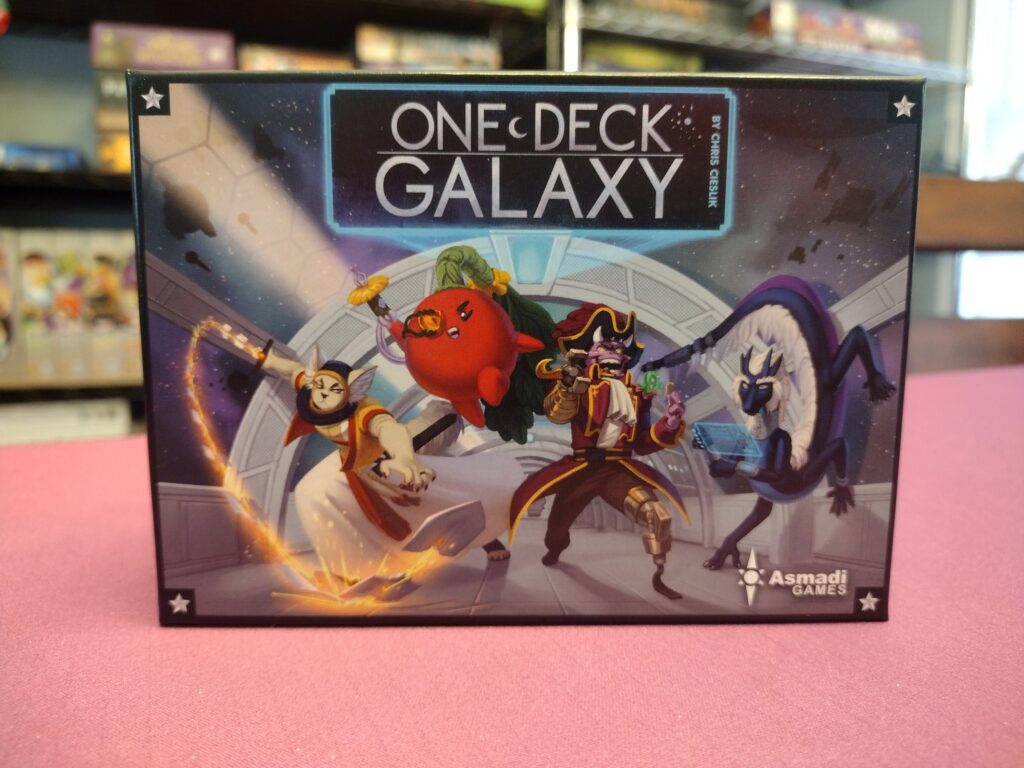 ONE DECK
GALAXY
BY CHRIS CIESLIK
Asmadi
GAMES